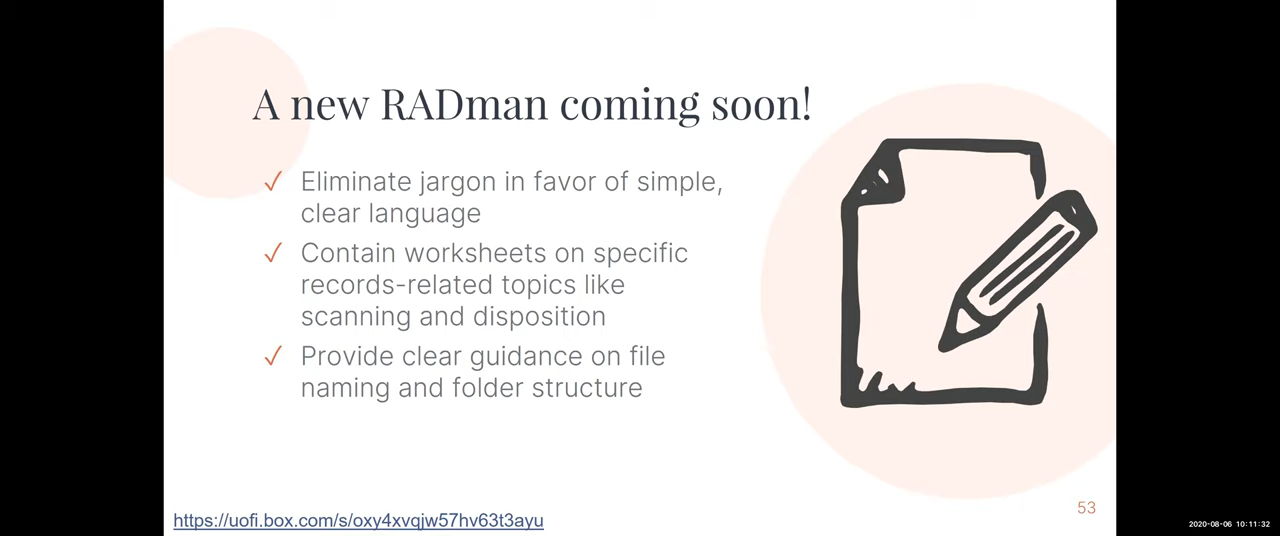 A new RADman coming soon!
✓ Eliminate jargon in favor of simple,
clear language
✓ Contain worksheets on specific
records-related topics like
scanning and disposition
✓ Provide clear guidance on file
naming and folder structure
53
https://uofi.box.com/s/oxy4xvqjw57hv63t3ayu
2020-08-06 10:11:32